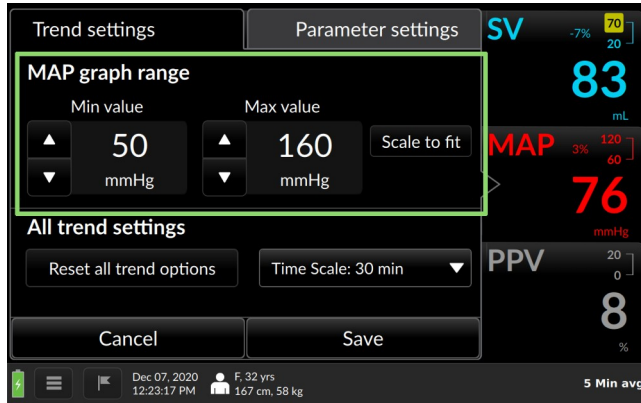 Trend settings
Parameter settings
MAP graph range
Min value
Max value
50
mmHg
160
mmHg
Scale to fit
All trend settings
Reset all trend options
Time Scale: 30 min
Cancel
Save
SV
-7%
70
20
83
mL
MAP
3%
120
60
76
mmHg
PPV
20
0
8
%
Dec 07, 2020
12:23:17 PM
F, 32 yrs
167 cm, 58 kg
5 Min avg